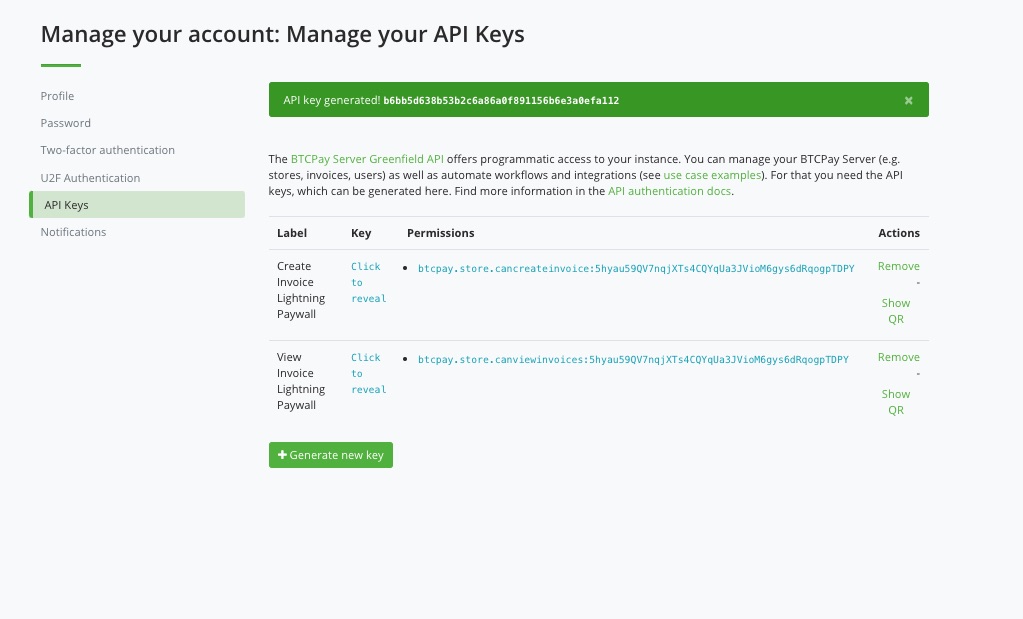 Manage your account: Manage your API Keys
Profile
Password
Two-factor authentication
U2F Authentication
API Keys
Notifications
API key generated! b6bb5d638b53b2c6a86a0f891156b6e3a0efa112 ×
The BTCPay Server Greenfield API offers programmatic access to your instance. You can manage your BTCPay Server (e.g.
stores, invoices, users) as well as automate workflows and integrations (see use case examples). For that you need the API
keys, which can be generated here. Find more information in the API authentication docs.
Label Key Permissions Actions
Create
Invoice
Lightning
Paywall
Click
to
reveal
• btcpay.store.cancreateinvoice:5hyau59QV7nqjXTs4CQYqUa3JVioM6gys6dRqogpTDPY
Remove
-
Show
QR
View
Invoice
Lightning
Paywall
Click
to
reveal
• btcpay.store.canviewinvoices:5hyau59QV7nqjXTs4CQYqUa3JVioM6gys6dRqogpTDPY
Remove
-
Show
QR
+ Generate new key